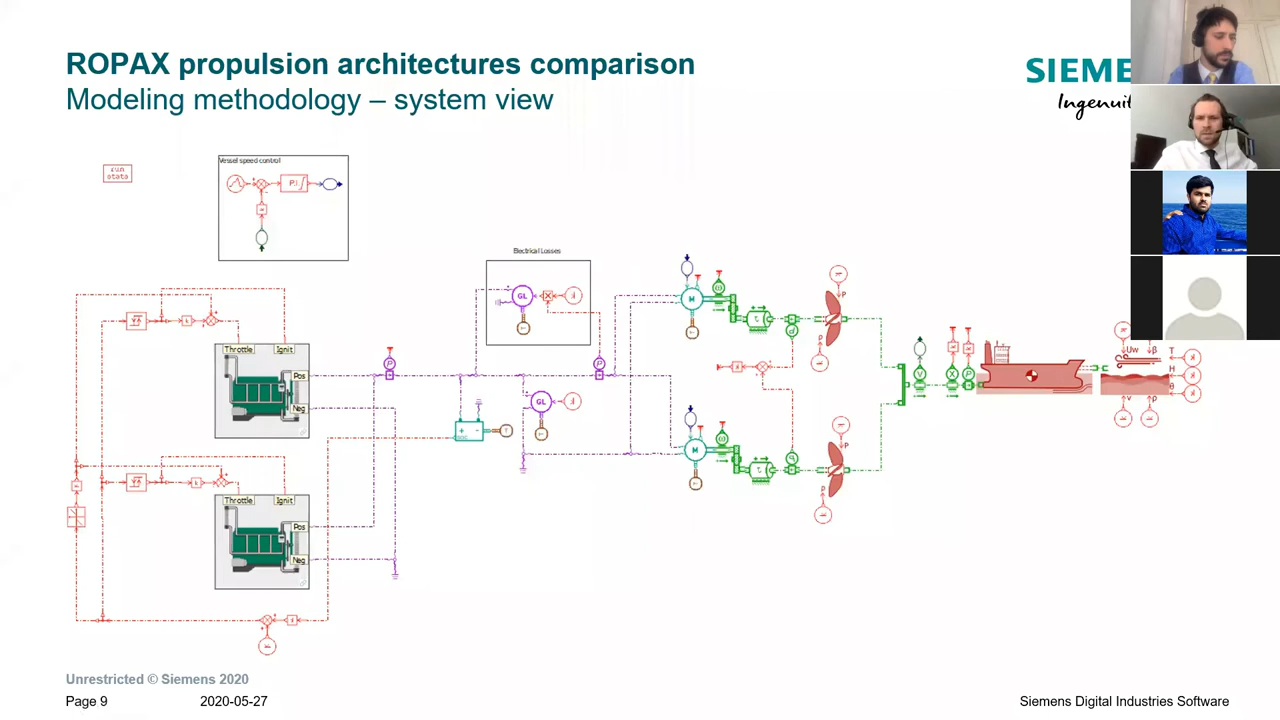 ROPAX propulsion architectures comparison
Modeling methodology – system view
SIEME
Ingenuit
run
stats
Vessel speed control
P.I.
Electrical Losses
GL
M
P
Uw β
T
H
θ
Throttle Ignit
Pos
Neg
GL
V X P
v ρ
M
Throttle Ignit
Pos
Neg
Unrestricted © Siemens 2020
Page 9 2020-05-27 Siemens Digital Industries Software